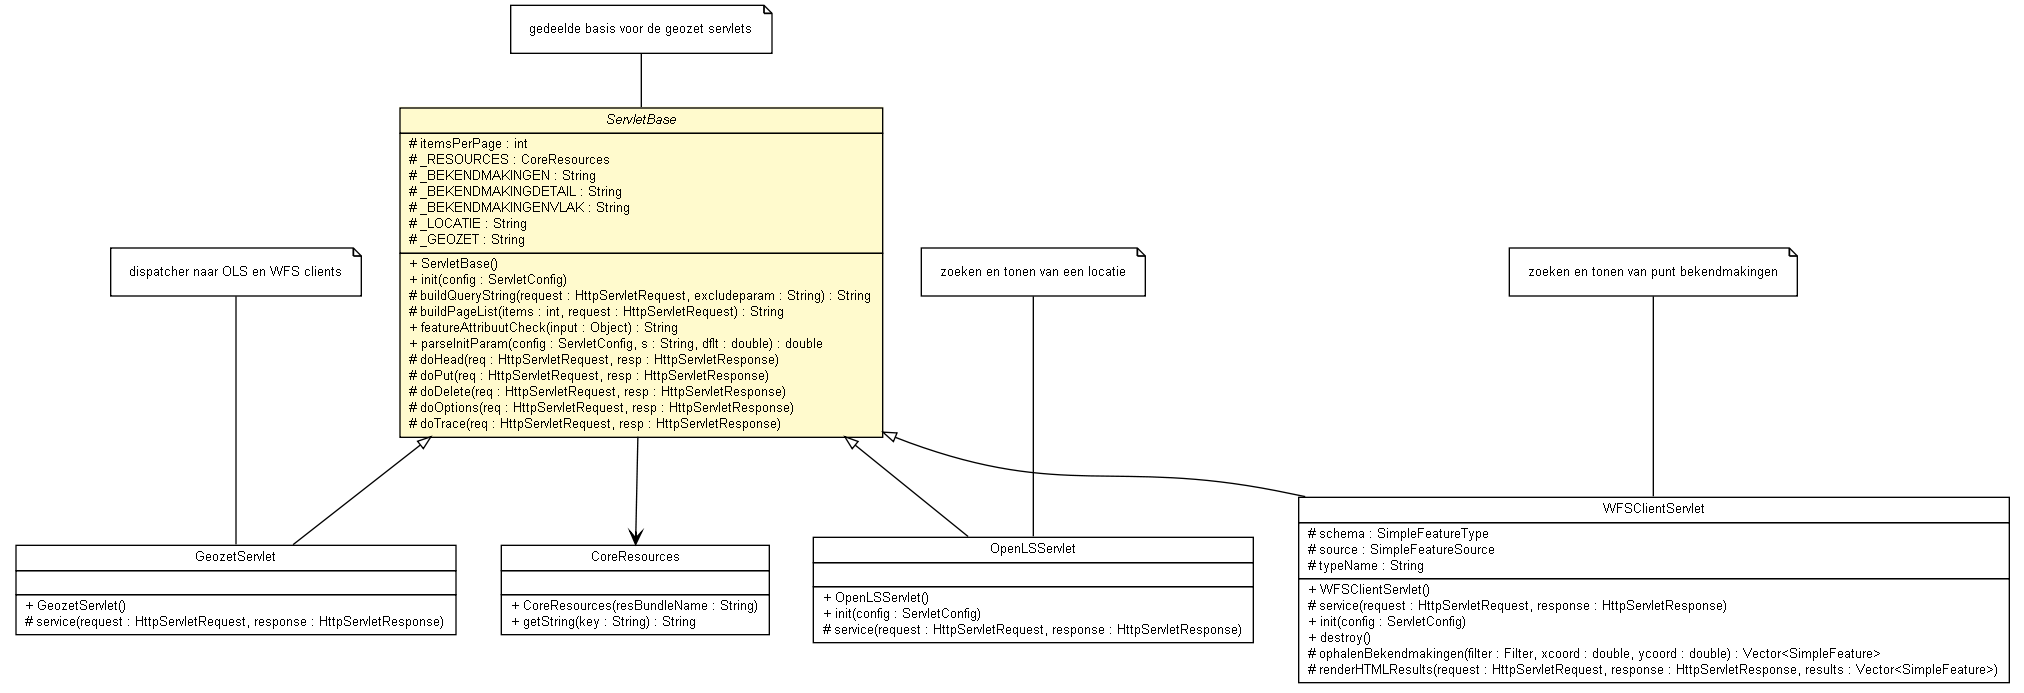 gedeelde basis voor de geozet servlets
ServletBase
# itemsPerPage : int
# _RESOURCES : CoreResources
# _BEKENDMAKINGEN : String
# _BEKENDMAKINGDETAIL : String
# _BEKENDMAKINGENVLAK : String
# _LOCATIE : String
# _GEOZET : String
+ ServletBase()
+ init(config : ServletConfig)
# buildQueryString(request : HttpServletRequest, excludeparam : String) : String
# buildPageList(items : int, request : HttpServletRequest) : String
+ featureAttribuutCheck(input : Object) : String
+ parseInitParam(config : ServletConfig, s : String, dflt : double) : double
# doHead(req : HttpServletRequest, resp : HttpServletResponse)
# doPut(req : HttpServletRequest, resp : HttpServletResponse)
# doDelete(req : HttpServletRequest, resp : HttpServletResponse)
# doOptions(req : HttpServletRequest, resp : HttpServletResponse)
# doTrace(req : HttpServletRequest, resp : HttpServletResponse)
dispatcher naar OLS en WFS clients
zoeken en tonen van een locatie
zoeken en tonen van punt bekendmakingen
GeozetServlet
+ GeozetServlet()
# service(request : HttpServletRequest, response : HttpServletResponse)
CoreResources
+ CoreResources(resBundleName : String)
+ getString(key : String) : String
OpenLSServlet
+ OpenLSServlet()
+ init(config : ServletConfig)
# service(request : HttpServletRequest, response : HttpServletResponse)
WFSClientServlet
# schema : SimpleFeatureType
# source : SimpleFeatureSource
# typeName : String
+ WFSClientServlet()
# service(request : HttpServletRequest, response : HttpServletResponse)
+ init(config : ServletConfig)
+ destroy()
# ophalenBekendmakingen(filter : Filter, xcoord : double, ycoord : double) : Vector<SimpleFeature>
# renderHTMLResults(request : HttpServletRequest, response : HttpServletResponse, results : Vector<SimpleFeature>)